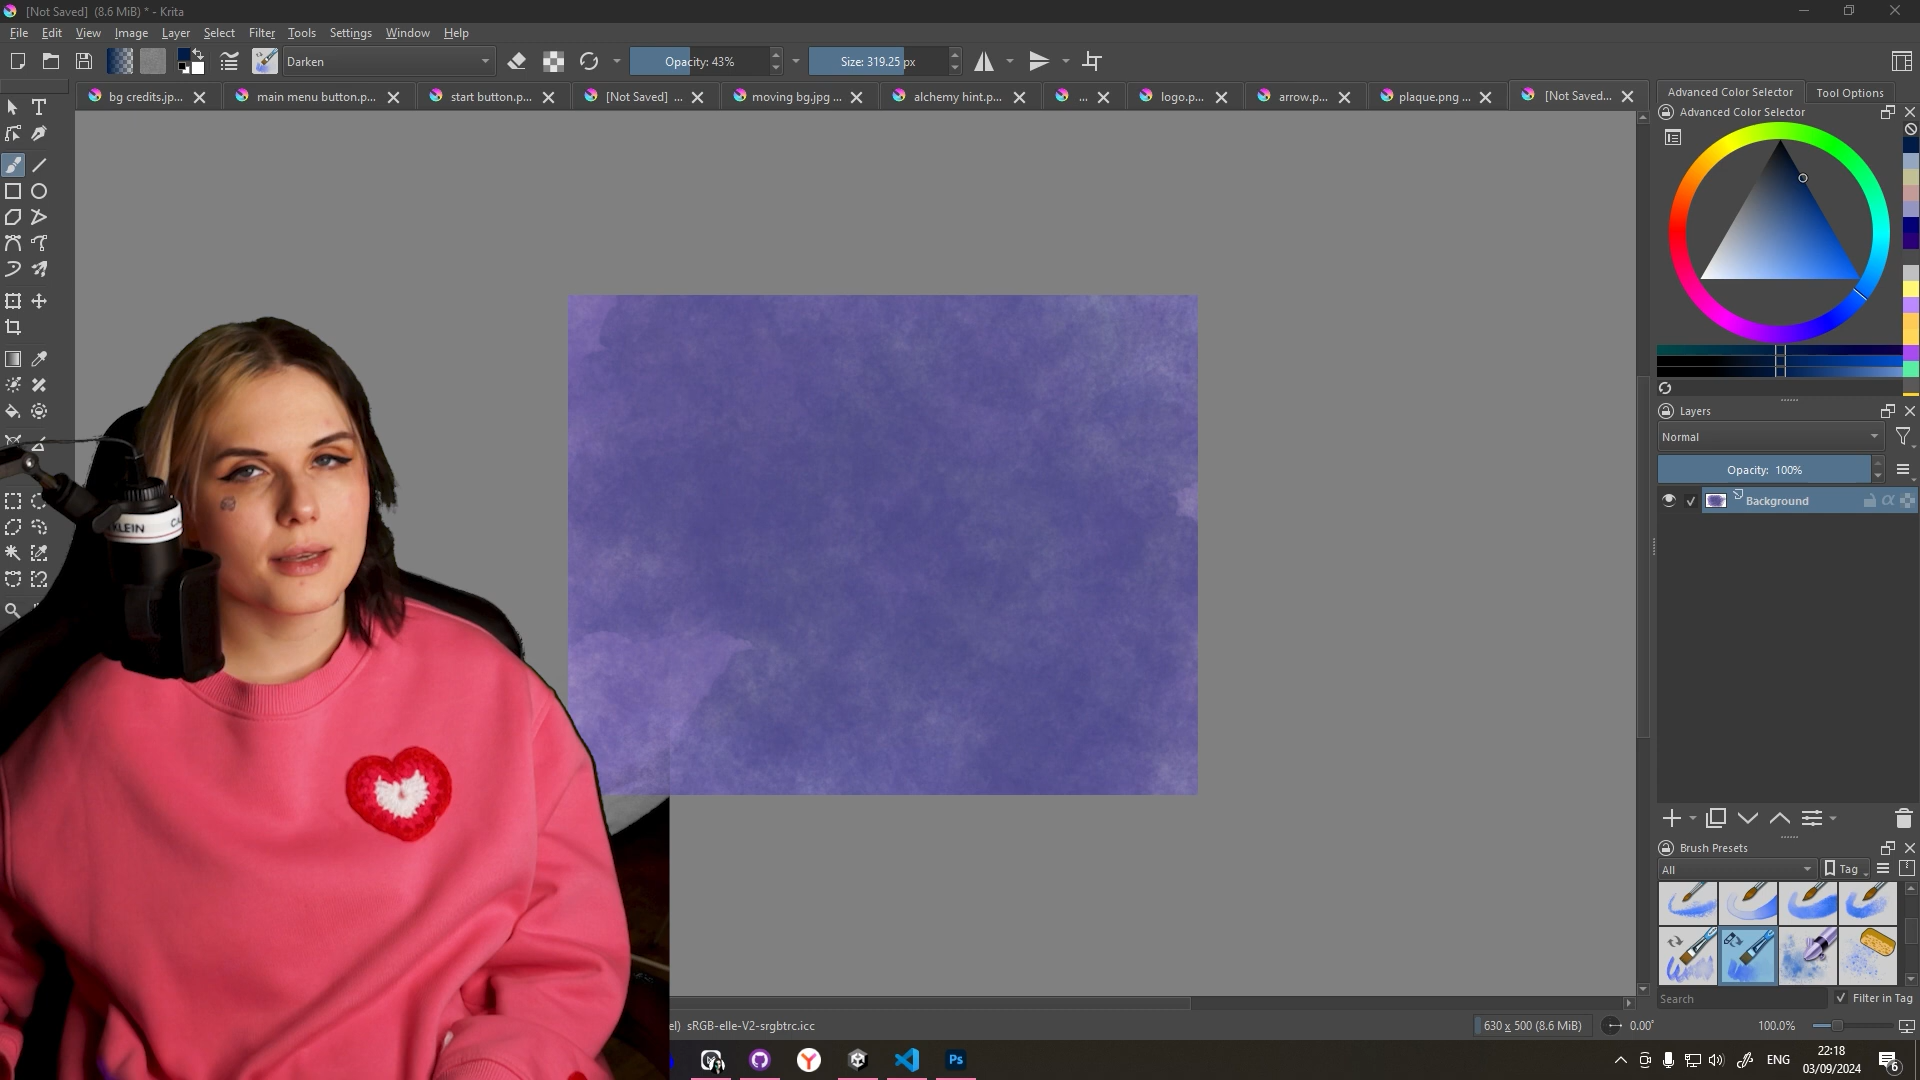 [Not Saved]  (8.6 MiB) * - Krita
File Edit View Image Layer Select Filter Tools Settings Window Help
Darken
Opacity: 43%
Size: 319.25 px
bg credits.jp...
main menu button.p...
start button.p...
[Not Saved] ...
moving bg.jpg ...
alchemy hint.p...
...
logo.p...
arrow.p...
plaque.png ...
[Not Saved...
Advanced Color Selector
Tool Options
Advanced Color Selector
Layers
Normal
Opacity: 100%
Background
KLEIN
CA
Brush Presets
All
Tag
Search
Filter in Tag
el) sRGB-elle-V2-srgbtrc.icc
630 x 500 (8.6 MiB)
0.00°
100.0%
Ps
ENG
22:18
03/09/2024
6